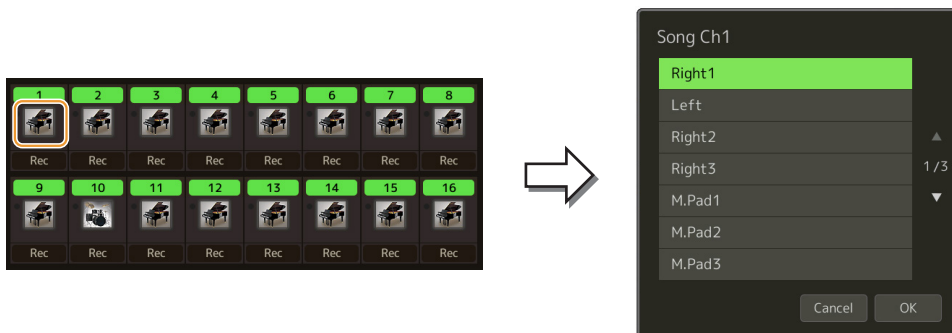 1 2 3 4 5 6 7 8
Rec Rec Rec Rec Rec Rec Rec Rec
9 10 11 12 13 14 15 16
Rec Rec Rec Rec Rec Rec Rec Rec
Song Ch1
Right1
Left
Right2
Right3
M.Pad1
M.Pad2
M.Pad3
1/3
Cancel OK